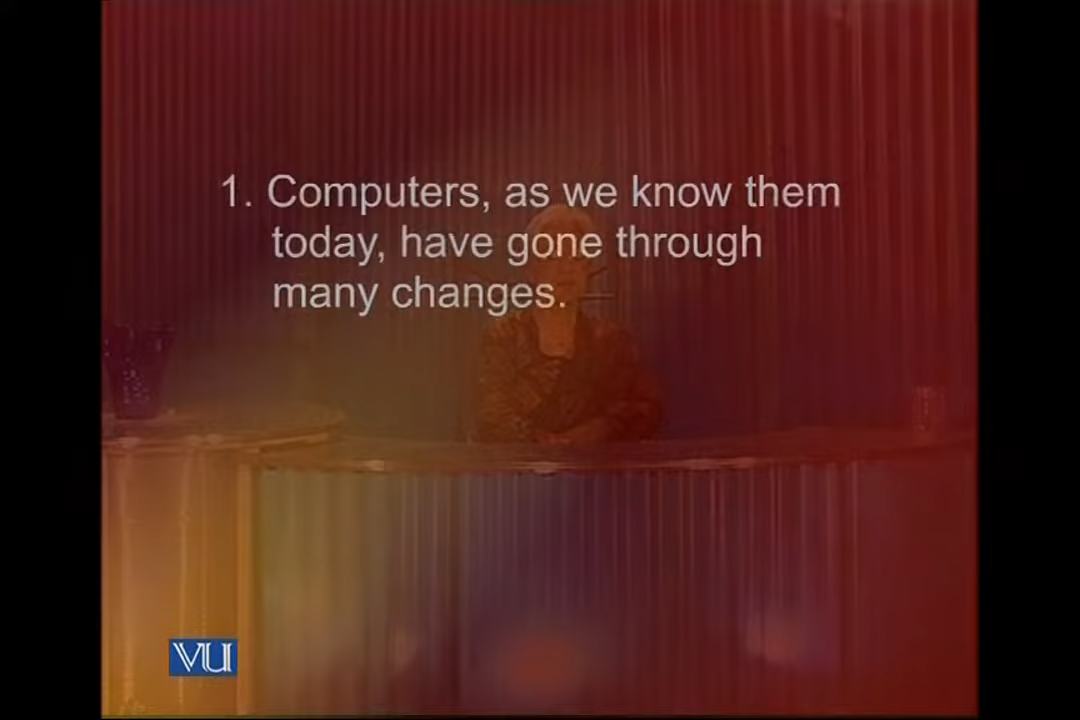 1. Computers, as we know them
today, have gone through
many changes.
VU